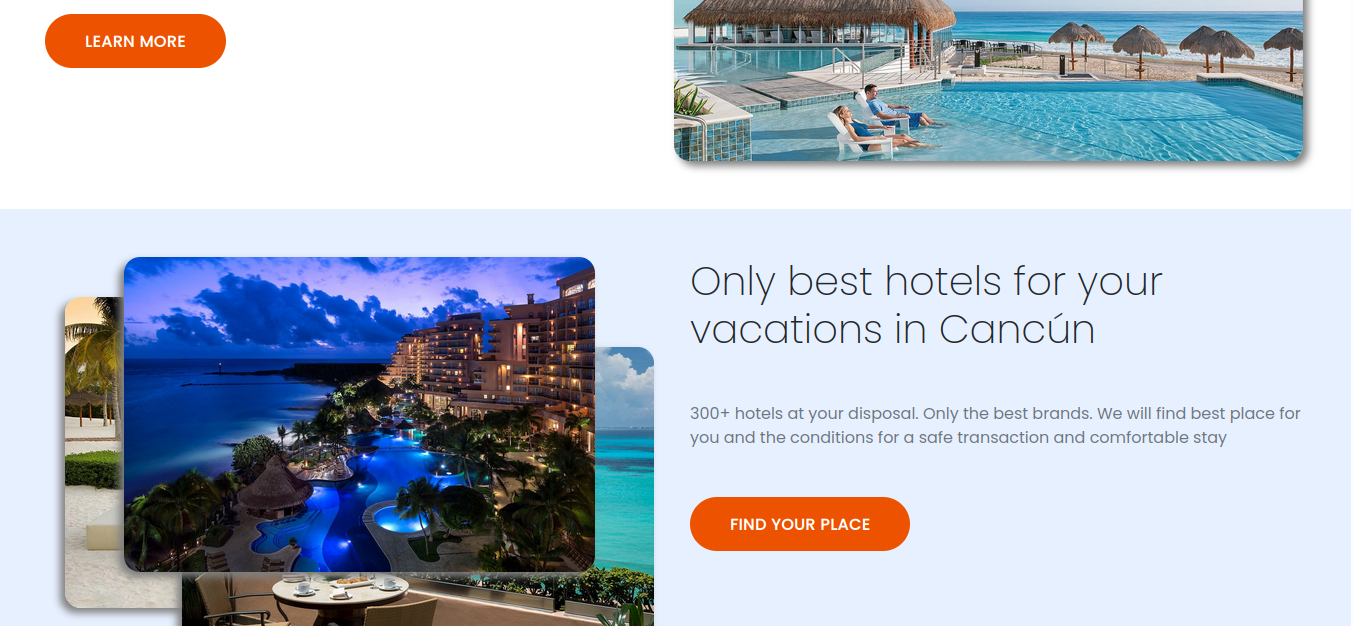 LEARN MORE
Only best hotels for your
vacations in Cancún
300+ hotels at your disposal. Only the best brands. We will find best place for
you and the conditions for a safe transaction and comfortable stay
FIND YOUR PLACE